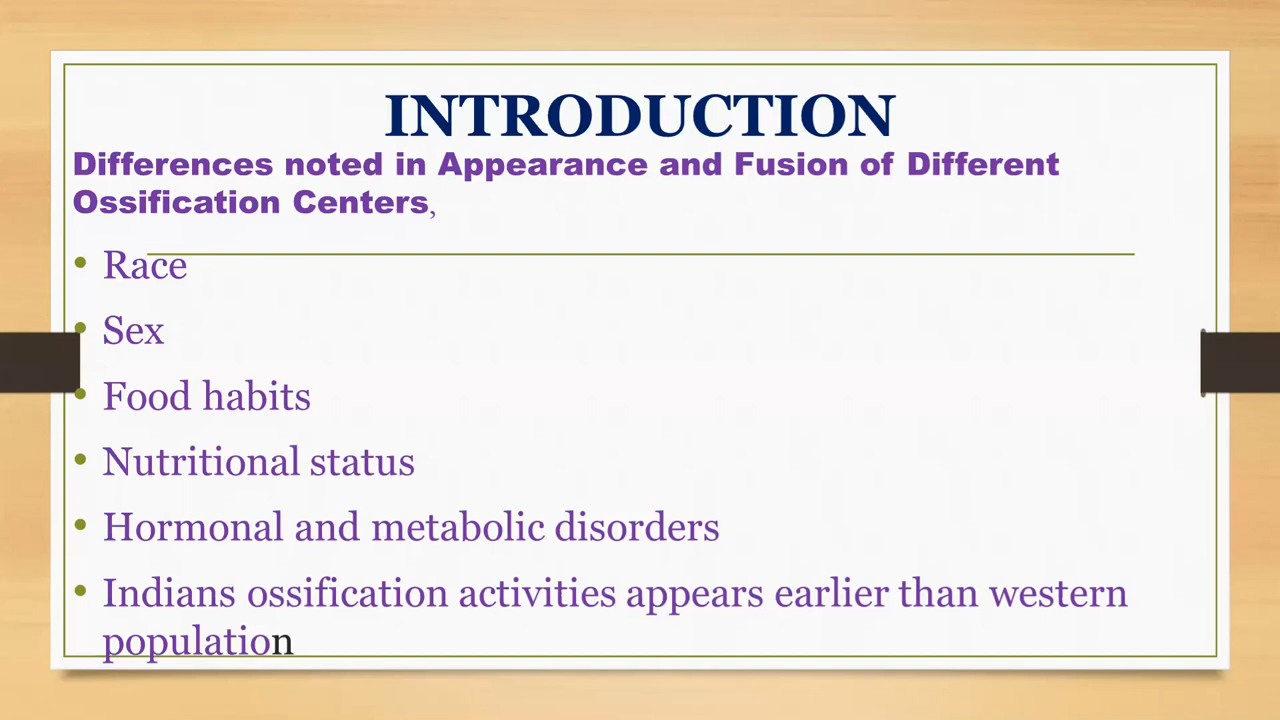 INTRODUCTION
Differences noted in Appearance and Fusion of Different
Ossification Centers,
• Race
• Sex
• Food habits
• Nutritional status
• Hormonal and metabolic disorders
• Indians ossification activities appears earlier than western
population